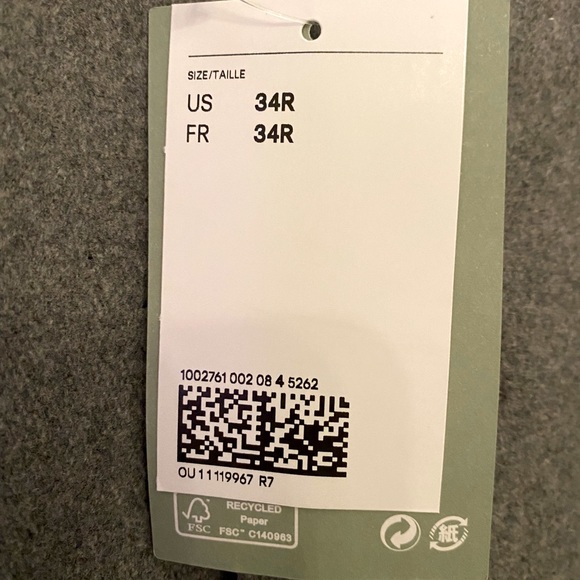 SIZE/TAILLE
US 34R
FR 34R
1002761 002 08 4 5262
OU 11119967 R7
RECYCLED
Paper
FSC
FSC™ C140963
紙